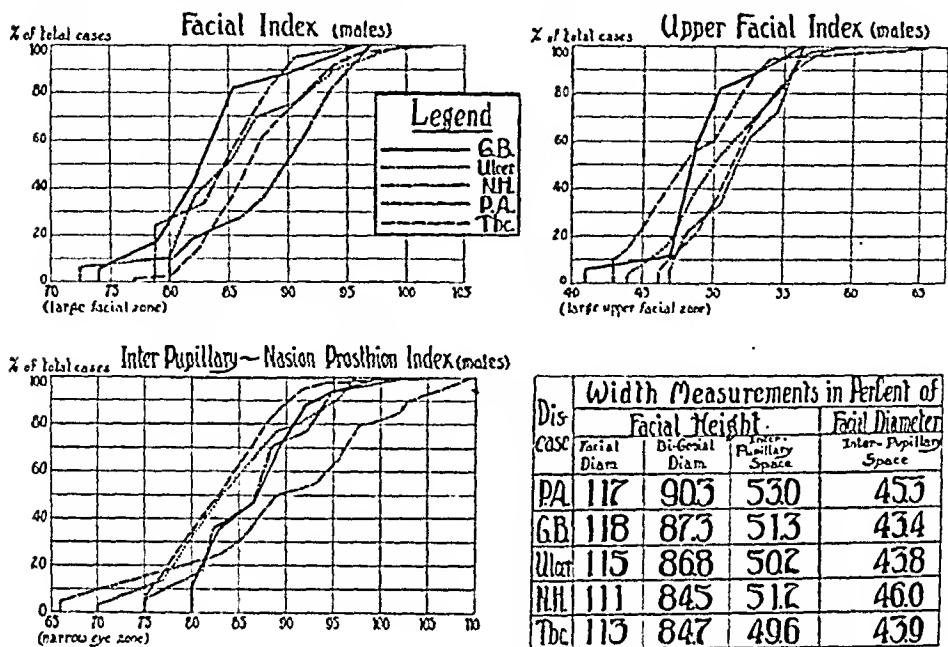 Facial Index (males)
% of total cases
100
80
60
40
20
0
70 75 80 85 90 95 100 105
(large facial zone)
Legend
G.B.
Ulcer
N.H.
P.A.
Tbc.
Upper Facial Index (males)
% of total cases
100
80
60
40
20
0
40 45 50 55 60 65
(large upper facial zone)
Inter Pupillary ~ Nasion Prosthion Index (males)
% of total cases
100
80
60
40
20
0
65 70 75 80 85 90 95 100 105 110
(narrow eye zone)
Width Measurements in Percent of
Dis-
ease
Facial Height.
Facial Diameter
Facial
Diam.
Bi-Gonial
Diam.
Inter-
Pupillary
Space
Inter-Pupillary
Space
P.A. 117 90.3 53.0 45.3
G.B. 118 87.3 51.3 43.4
Ulcer 115 86.8 50.2 43.8
N.H. 111 84.5 51.2 46.0
Tbc. 113 84.7 49.6 43.9